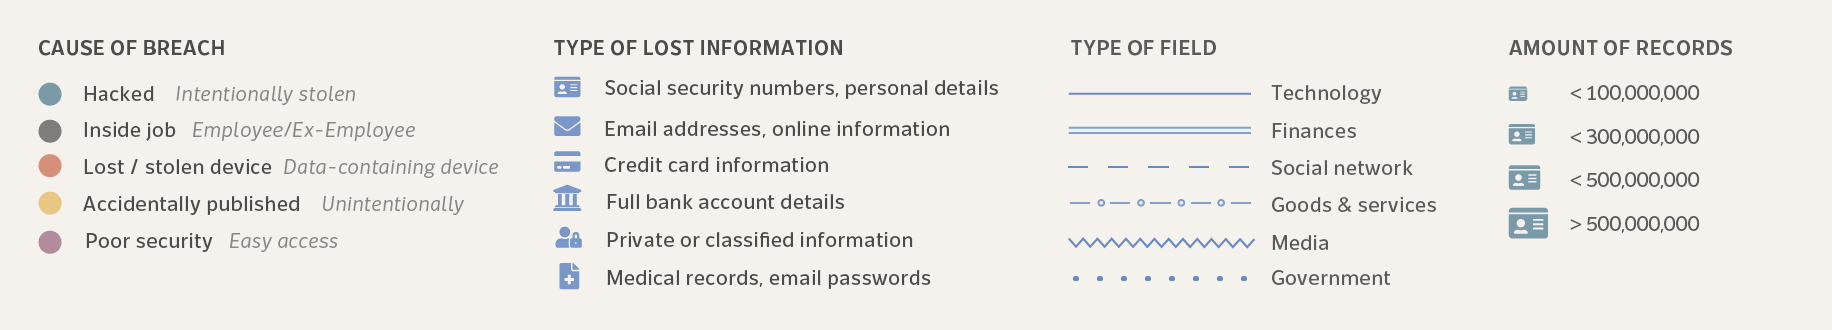 CAUSE OF BREACH
Hacked Intentionally stolen
Inside job Employee/Ex-Employee
Lost / stolen device Data-containing device
Accidentally published Unintentionally
Poor security Easy access
TYPE OF LOST INFORMATION
Social security numbers, personal details
Email addresses, online information
Credit card information
Full bank account details
Private or classified information
Medical records, email passwords
TYPE OF FIELD
Technology
Finances
Social network
Goods & services
Media
Government
AMOUNT OF RECORDS
< 100,000,000
< 300,000,000
< 500,000,000
> 500,000,000